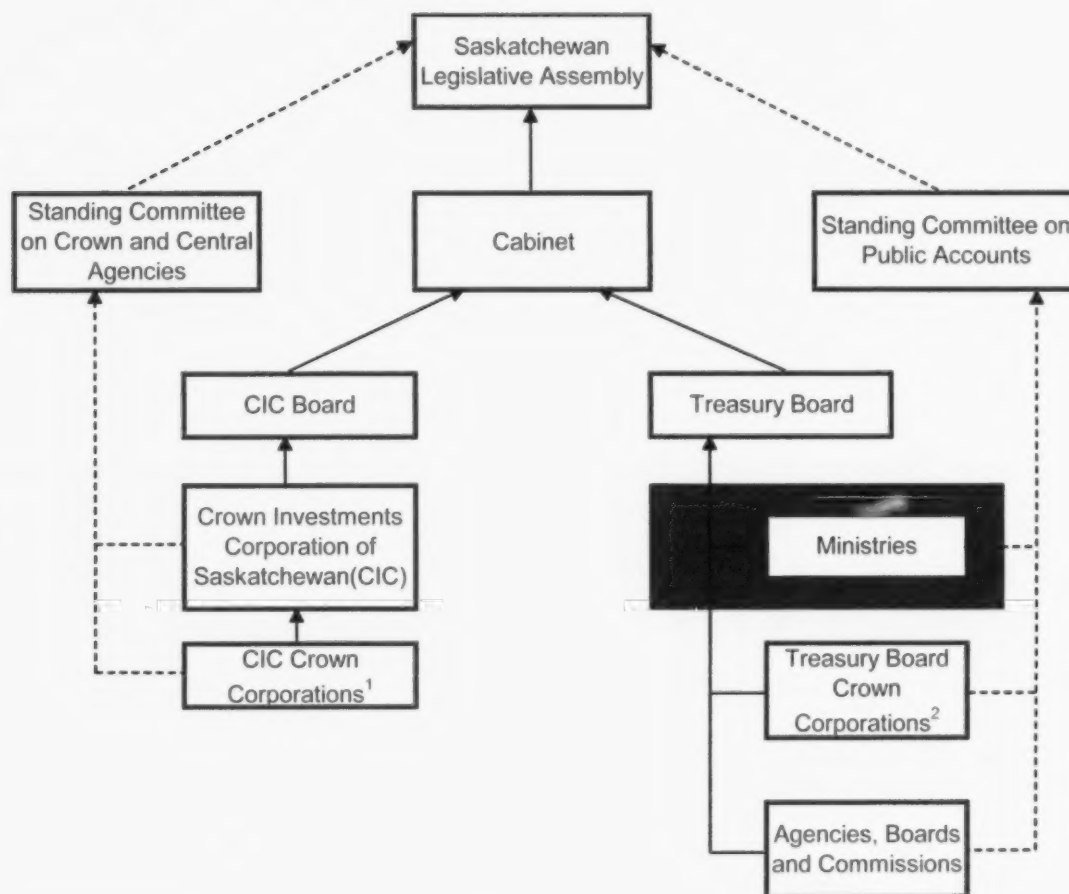 Saskatchewan
Legislative Assembly
Standing Committee
on Crown and Central
Agencies
Cabinet
Standing Committee on
Public Accounts
CIC Board
Treasury Board
Crown Investments
Corporation of
Saskatchewan(CIC)
Ministries
CIC Crown
Corporations¹
Treasury Board
Crown
Corporations²
Agencies, Boards
and Commissions